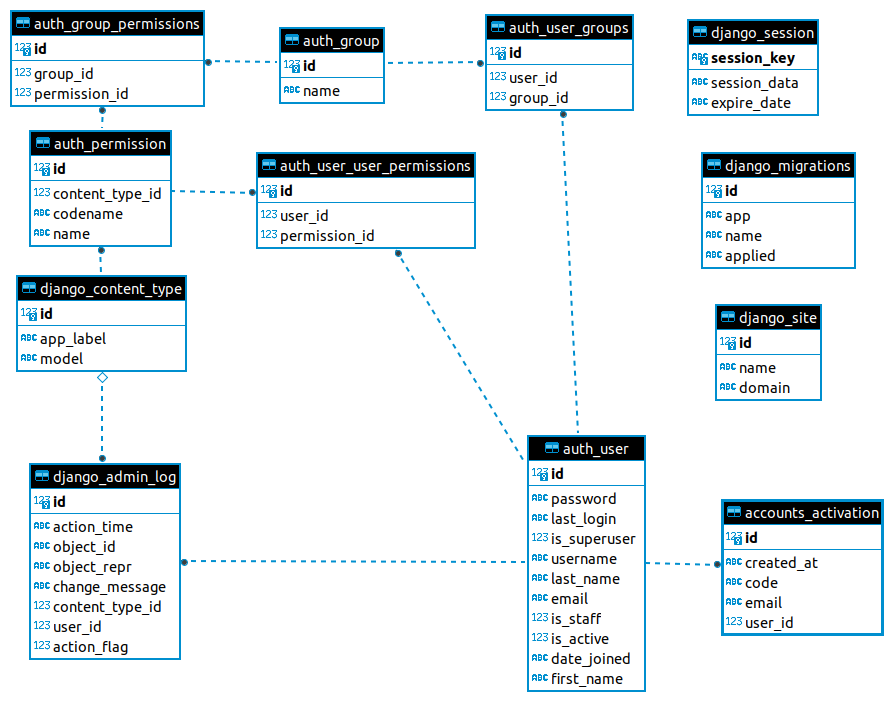 auth_group_permissions
123 id
123 group_id
123 permission_id
auth_group
123 id
ABC name
auth_user_groups
123 id
123 user_id
123 group_id
django_session
ABC session_key
ABC session_data
ABC expire_date
auth_permission
123 id
123 content_type_id
ABC codename
ABC name
auth_user_user_permissions
123 id
123 user_id
123 permission_id
django_migrations
123 id
ABC app
ABC name
ABC applied
django_content_type
123 id
ABC app_label
ABC model
django_site
123 id
ABC name
ABC domain
django_admin_log
123 id
ABC action_time
ABC object_id
ABC object_repr
ABC change_message
123 content_type_id
123 user_id
123 action_flag
auth_user
123 id
ABC password
ABC last_login
123 is_superuser
ABC username
ABC last_name
ABC email
123 is_staff
123 is_active
ABC date_joined
ABC first_name
accounts_activation
123 id
ABC created_at
ABC code
ABC email
123 user_id